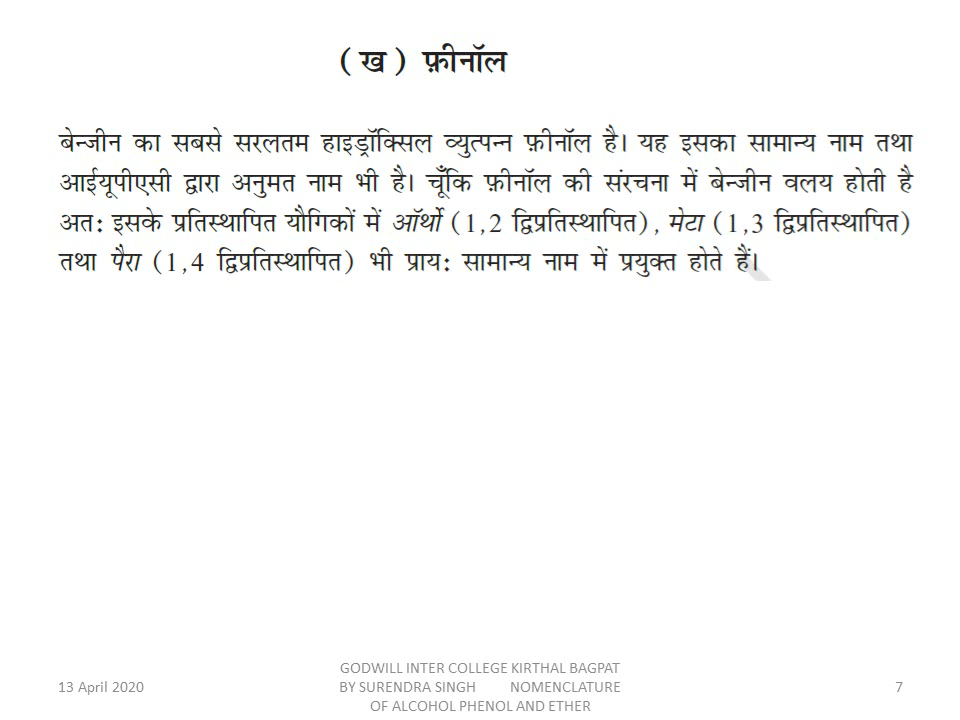 ( ख ) फ़ीनॉल
बेन्जीन का सबसे सरलतम हाइड्रॉक्सिल व्युत्पन्न फ़ीनॉल है। यह इसका सामान्य नाम तथा
आईयूपीएसी द्वारा अनुमत नाम भी है। चूँकि फ़ीनॉल की संरचना में बेन्जीन वलय होती है
अत: इसके प्रतिस्थापित यौगिकों में ऑर्थो (1,2 द्विप्रतिस्थापित), मेटा (1,3 द्विप्रतिस्थापित)
तथा पैरा (1,4 द्विप्रतिस्थापित) भी प्राय: सामान्य नाम में प्रयुक्त होते हैं।
13 April 2020
GODWILL INTER COLLEGE KIRTHAL BAGPAT
BY SURENDRA SINGH NOMENCLATURE
OF ALCOHOL PHENOL AND ETHER
7